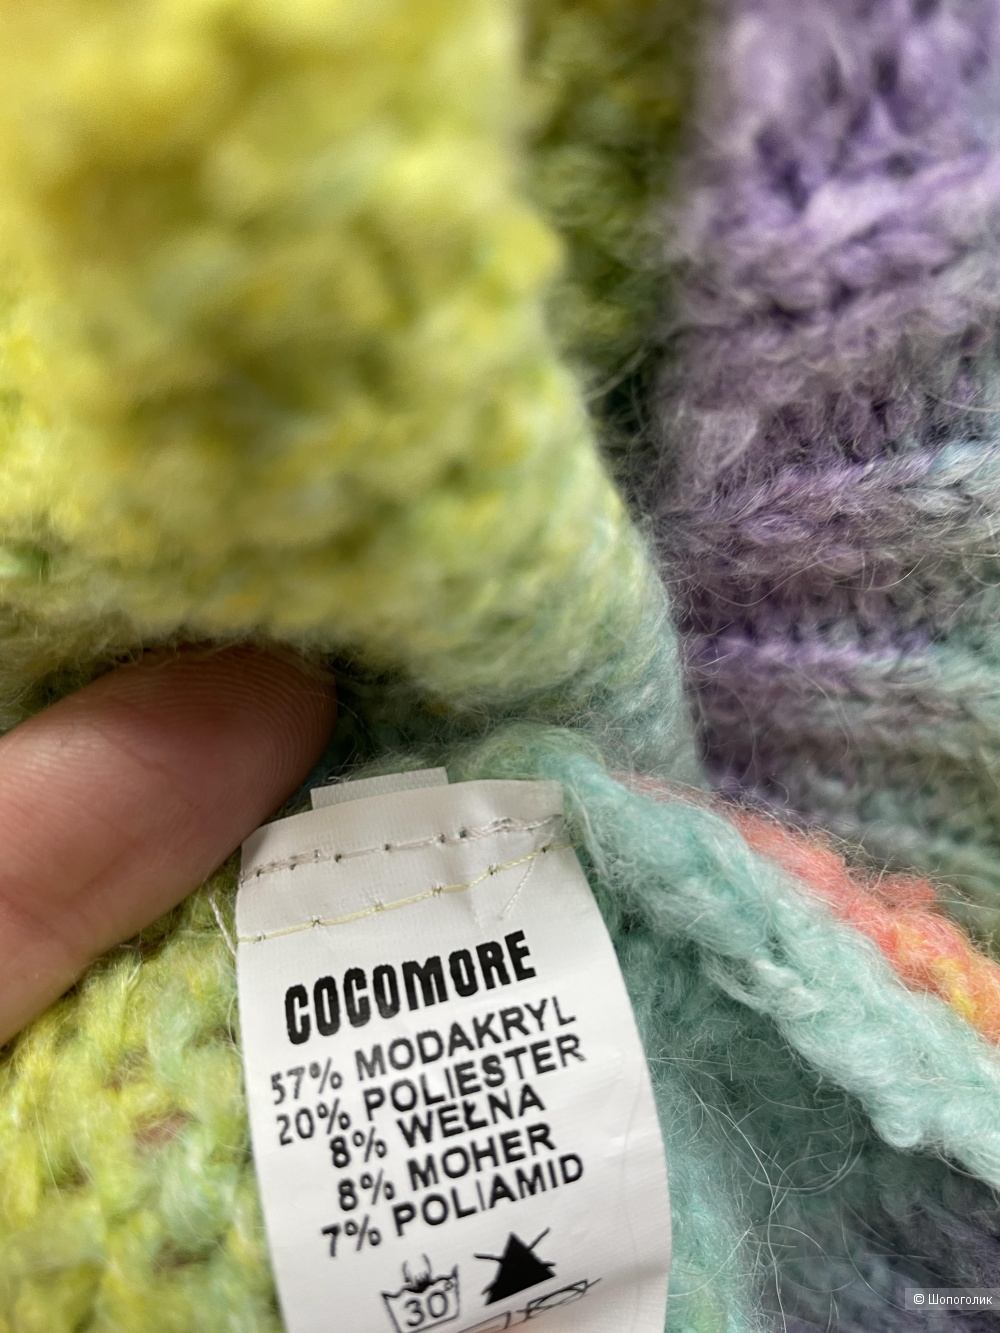 COCOMORE
57% MODAKRYL
20% POLIESTER
8% WEŁNA
8% MOHER
7% POLIAMID
30°
© Шопоголик